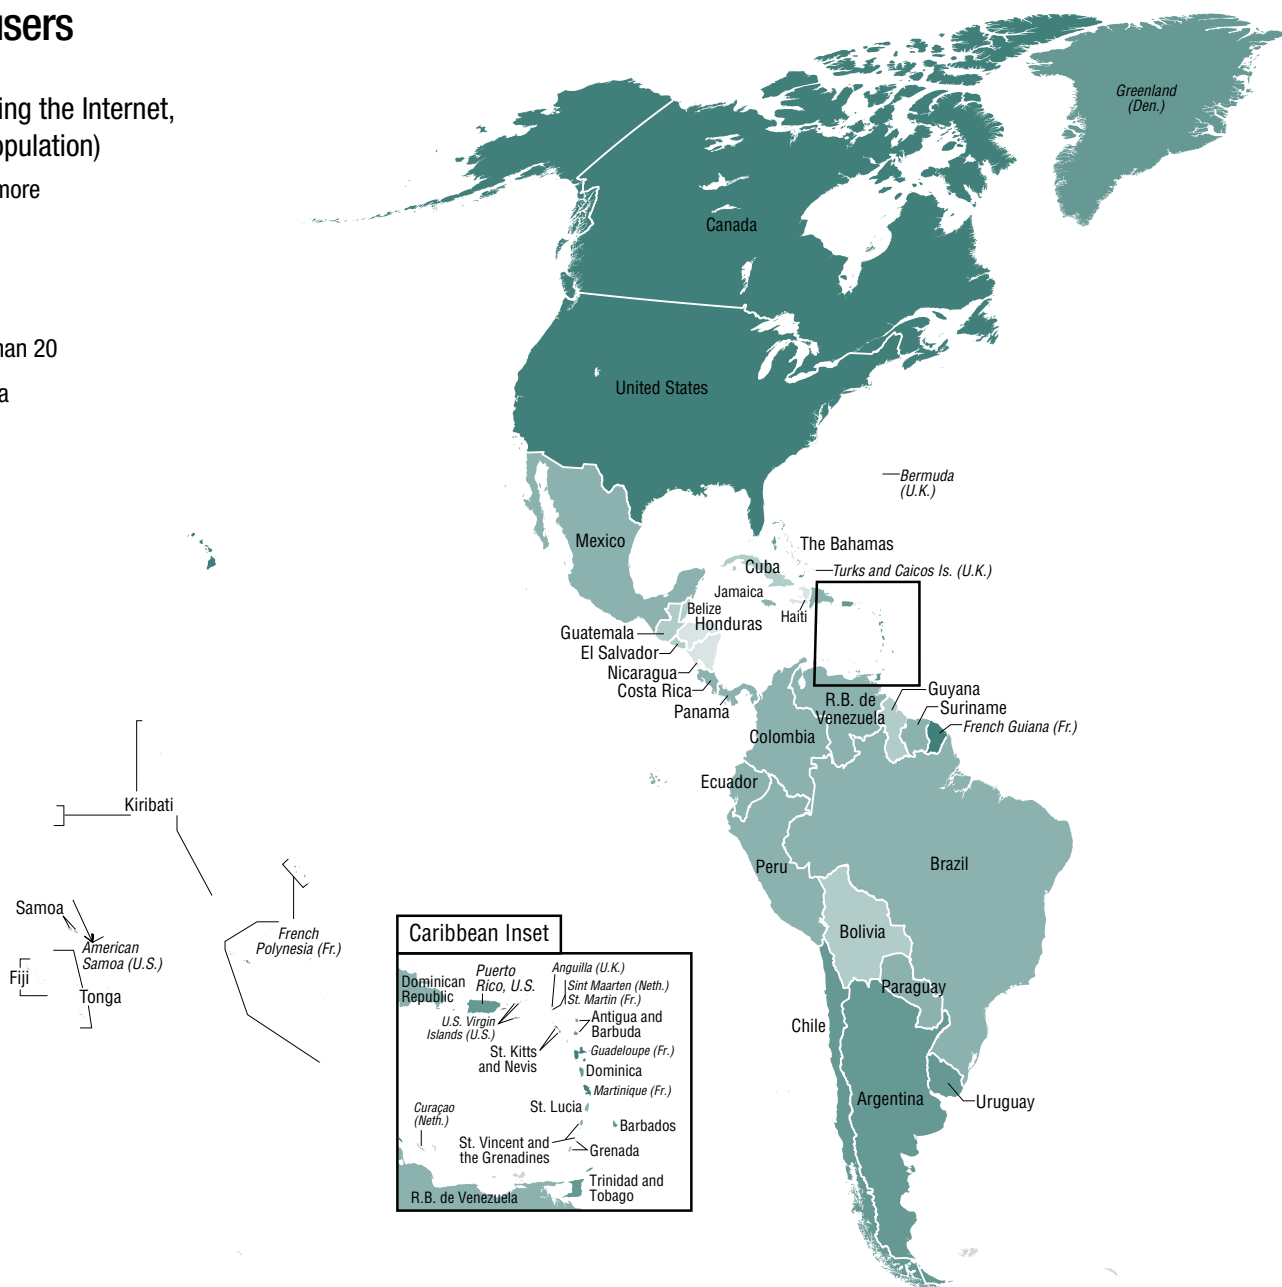 users
ing the Internet,
opulation)
more
han 20
a
Greenland
(Den.)
Canada
United States
Bermuda
(U.K.)
Mexico
The Bahamas
Cuba
Turks and Caicos Is. (U.K.)
Jamaica
Belize
Haiti
Honduras
Guatemala
El Salvador
Nicaragua
Costa Rica
Panama
Guyana
R.B. de
Venezuela
Suriname
French Guiana (Fr.)
Colombia
Ecuador
Kiribati
Peru
Brazil
Samoa
American
Samoa (U.S.)
French
Polynesia (Fr.)
Fiji
Tonga
Bolivia
Paraguay
Chile
Argentina
Uruguay
Caribbean Inset
Dominican
Republic
Puerto
Rico, U.S.
Anguilla (U.K.)
Sint Maarten (Neth.)
St. Martin (Fr.)
U.S. Virgin
Islands (U.S.)
Antigua and
Barbuda
St. Kitts
and Nevis
Guadeloupe (Fr.)
Dominica
Martinique (Fr.)
St. Lucia
Curaçao
(Neth.)
Barbados
St. Vincent and
the Grenadines
Grenada
Trinidad and
Tobago
R.B. de Venezuela